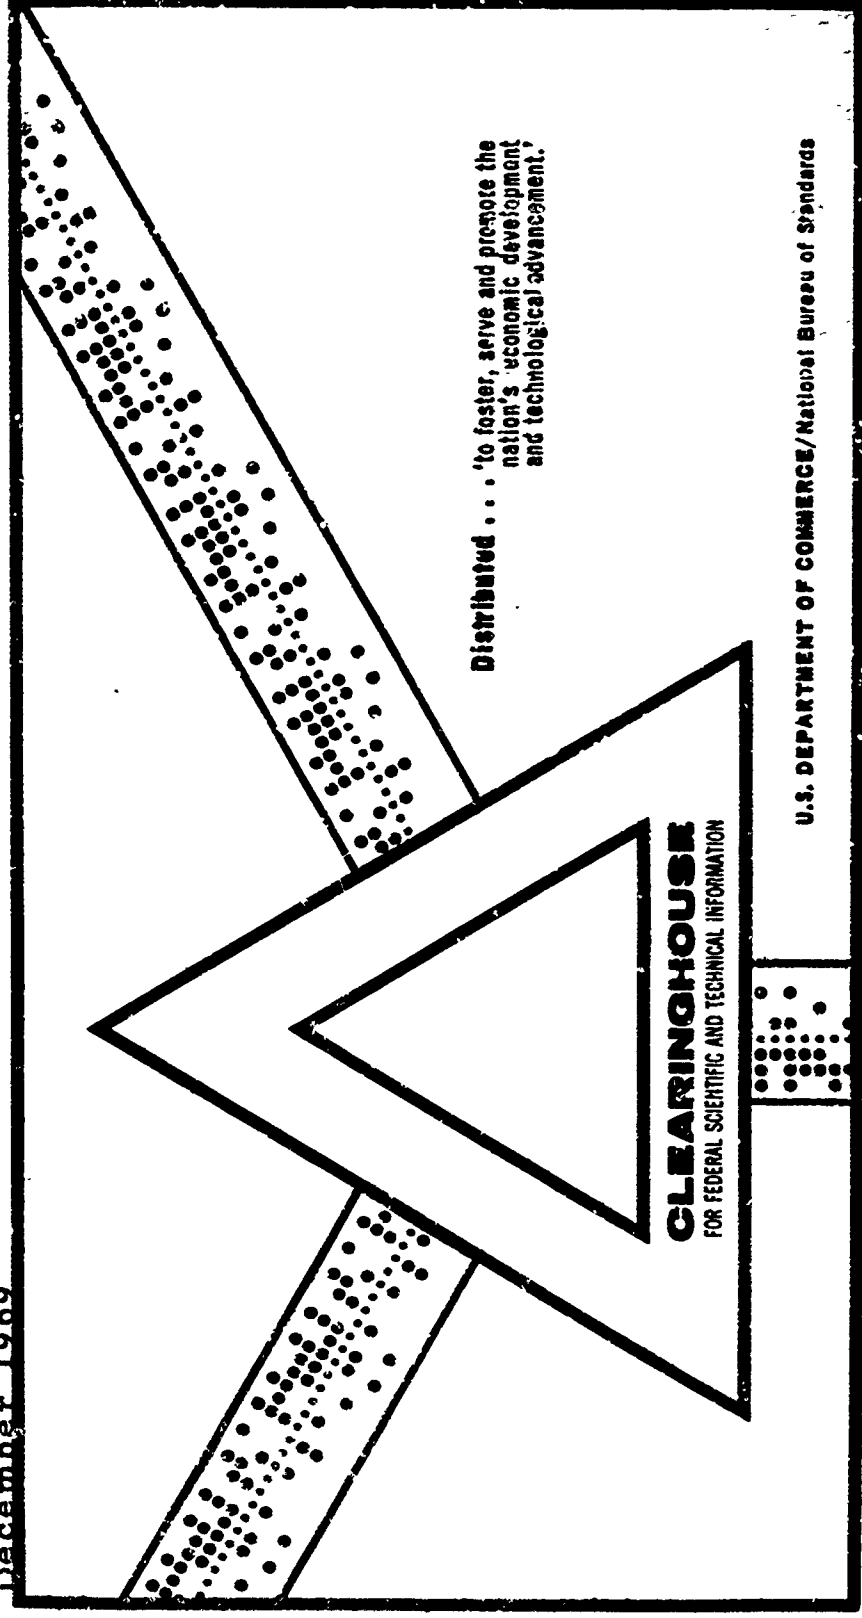 December 1969
Distributed . . . 'to foster, serve and promote the
nation's economic development
and technological advancement.'
CLEARINGHOUSE
FOR FEDERAL SCIENTIFIC AND TECHNICAL INFORMATION
U.S. DEPARTMENT OF COMMERCE/National Bureau of Standards